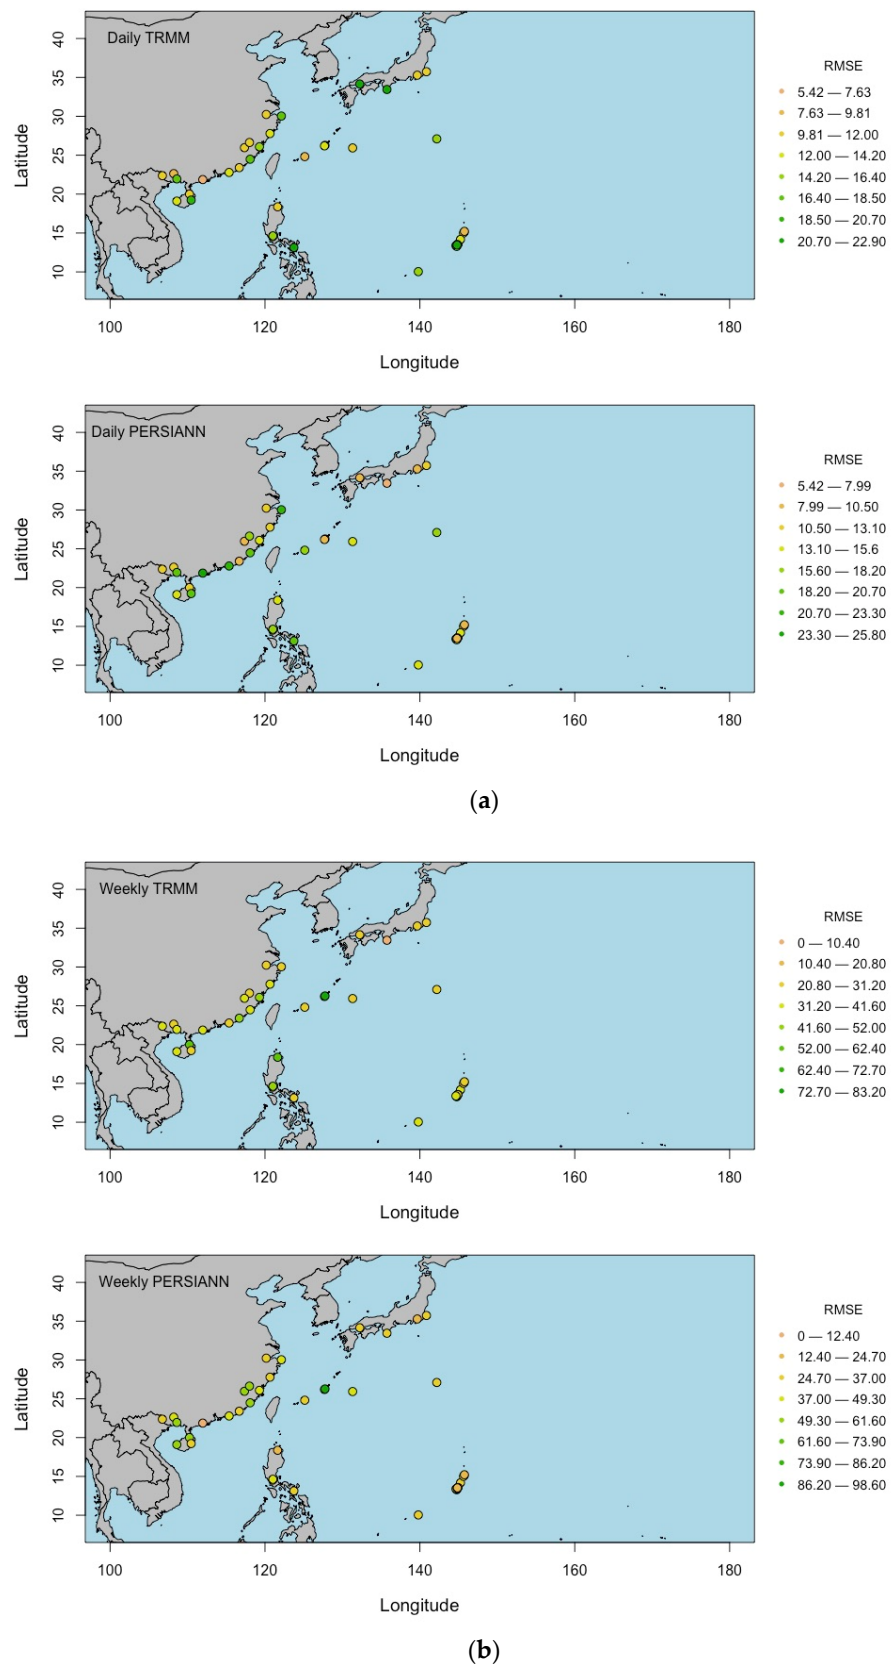 Daily TRMM
40
35
30
25
20
15
10
Latitude
100 120 140 160 180
Longitude
RMSE
5.42 — 7.63
7.63 — 9.81
9.81 — 12.00
12.00 — 14.20
14.20 — 16.40
16.40 — 18.50
18.50 — 20.70
20.70 — 22.90
Daily PERSIANN
40
35
30
25
20
15
10
Latitude
100 120 140 160 180
Longitude
RMSE
5.42 — 7.99
7.99 — 10.50
10.50 — 13.10
13.10 — 15.6
15.60 — 18.20
18.20 — 20.70
20.70 — 23.30
23.30 — 25.80
(a)
Weekly TRMM
40
35
30
25
20
15
10
Latitude
100 120 140 160 180
Longitude
RMSE
0 — 10.40
10.40 — 20.80
20.80 — 31.20
31.20 — 41.60
41.60 — 52.00
52.00 — 62.40
62.40 — 72.70
72.70 — 83.20
Weekly PERSIANN
40
35
30
25
20
15
10
Latitude
100 120 140 160 180
Longitude
RMSE
0 — 12.40
12.40 — 24.70
24.70 — 37.00
37.00 — 49.30
49.30 — 61.60
61.60 — 73.90
73.90 — 86.20
86.20 — 98.60
(b)